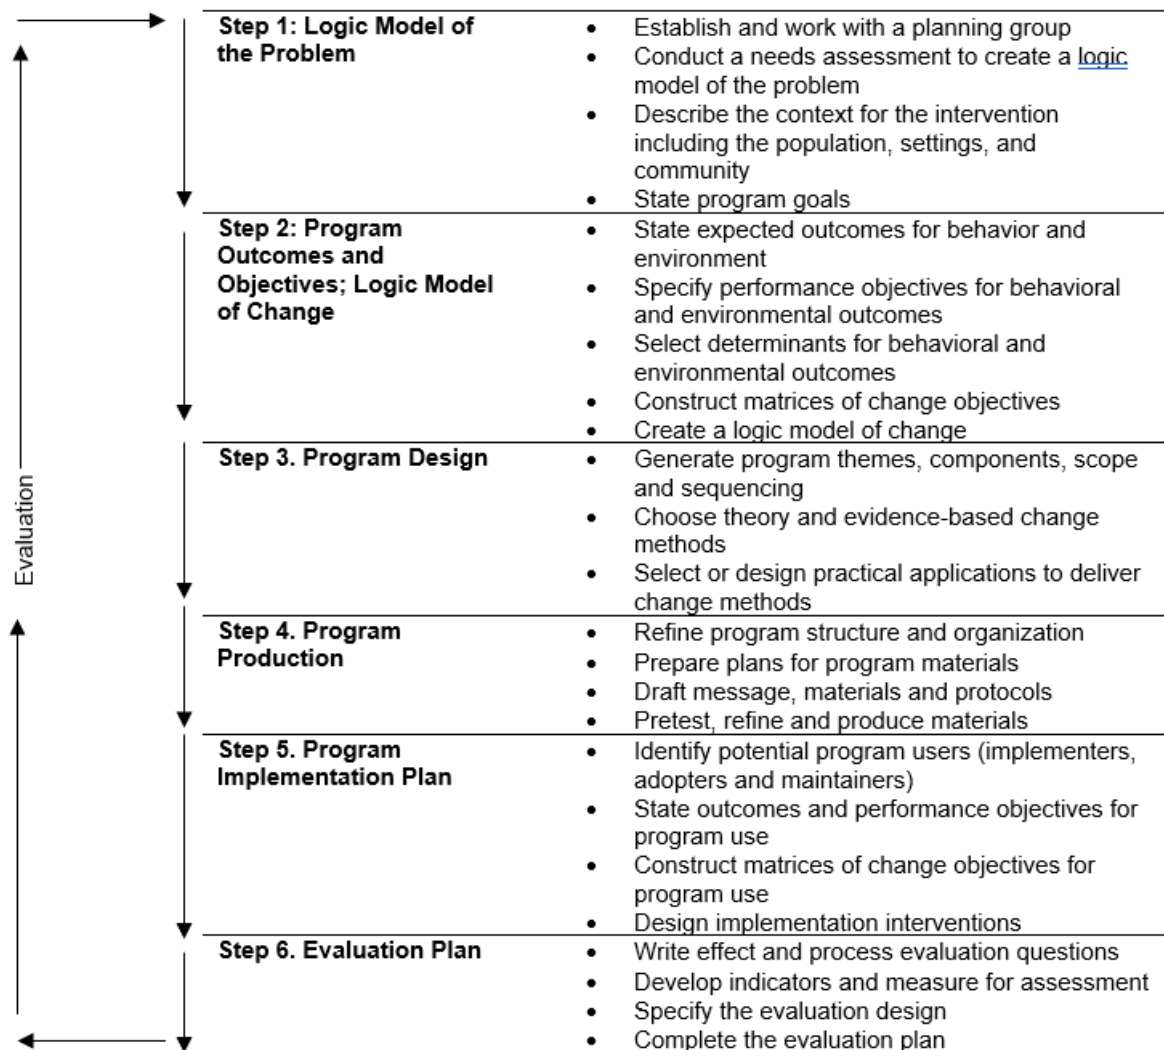 Evaluation
Step 1: Logic Model of
the Problem
• Establish and work with a planning group
• Conduct a needs assessment to create a logic
model of the problem
• Describe the context for the intervention
including the population, settings, and
community
• State program goals
Step 2: Program
Outcomes and
Objectives; Logic Model
of Change
• State expected outcomes for behavior and
environment
• Specify performance objectives for behavioral
and environmental outcomes
• Select determinants for behavioral and
environmental outcomes
• Construct matrices of change objectives
• Create a logic model of change
Step 3. Program Design
• Generate program themes, components, scope
and sequencing
• Choose theory and evidence-based change
methods
• Select or design practical applications to deliver
change methods
Step 4. Program
Production
• Refine program structure and organization
• Prepare plans for program materials
• Draft message, materials and protocols
• Pretest, refine and produce materials
Step 5. Program
Implementation Plan
• Identify potential program users (implementers,
adopters and maintainers)
• State outcomes and performance objectives for
program use
• Construct matrices of change objectives for
program use
• Design implementation interventions
Step 6. Evaluation Plan
• Write effect and process evaluation questions
• Develop indicators and measure for assessment
• Specify the evaluation design
• Complete the evaluation plan